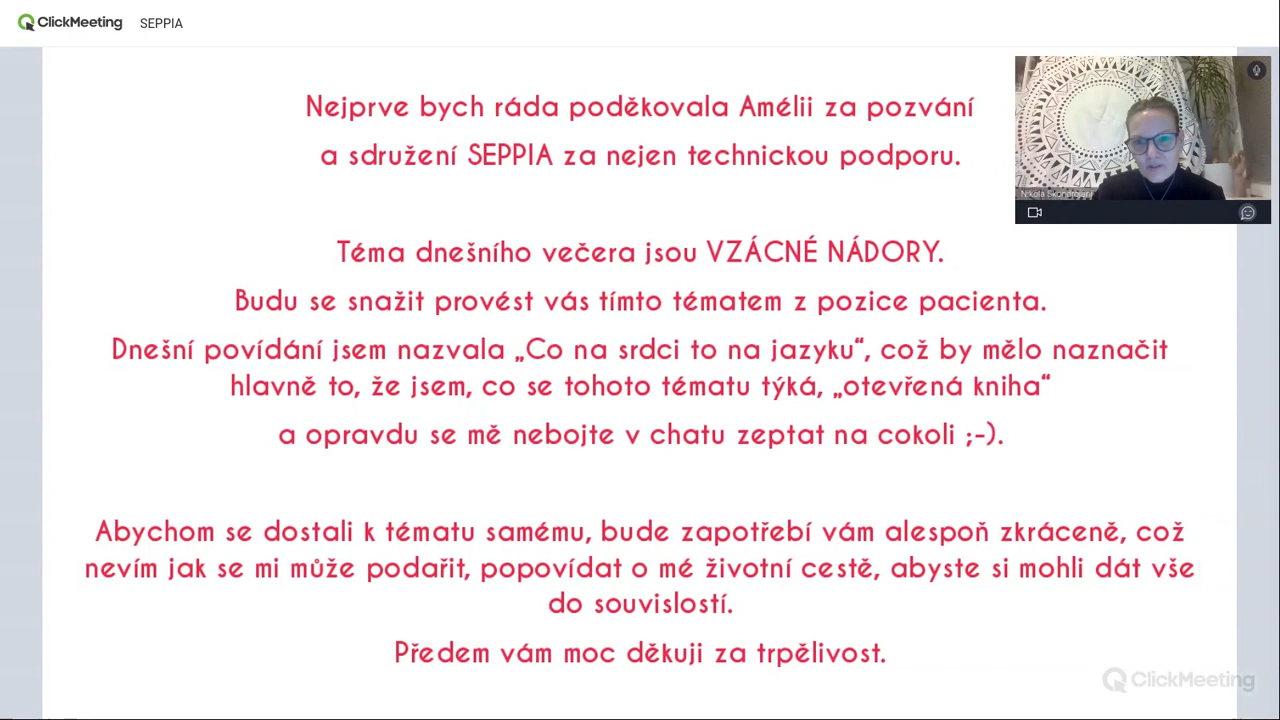 ClickMeeting SEPPIA
Nejprve bych ráda poděkovala Amélii za pozvání
a sdružení SEPPIA za nejen technickou podporu.
Téma dnešního večera jsou VZÁCNÉ NÁDORY.
Budu se snažit provést vás tímto tématem z pozice pacienta.
Dnešní povídání jsem nazvala „Co na srdci to na jazyku“, což by mělo naznačit
hlavně to, že jsem, co se tohoto tématu týká, „otevřená kniha“
a opravdu se mě nebojte v chatu zeptat na cokoli ;-).
Abychom se dostali k tématu samému, bude zapotřebí vám alespoň zkráceně, což
nevím jak se mi může podařit, popovídat o mé životní cestě, abyste si mohli dát vše
do souvislostí.
Předem vám moc děkuji za trpělivost.
Nikola
ClickMeeting